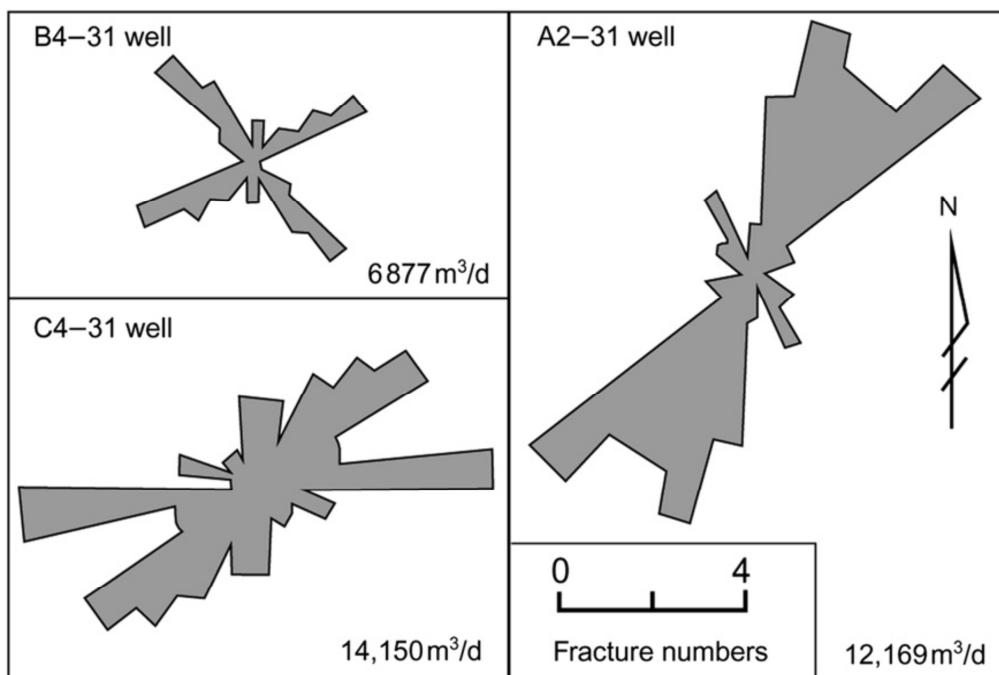 B4–31 well
6877 m³/d
C4–31 well
14,150 m³/d
A2–31 well
N
0 4
Fracture numbers
12,169 m³/d